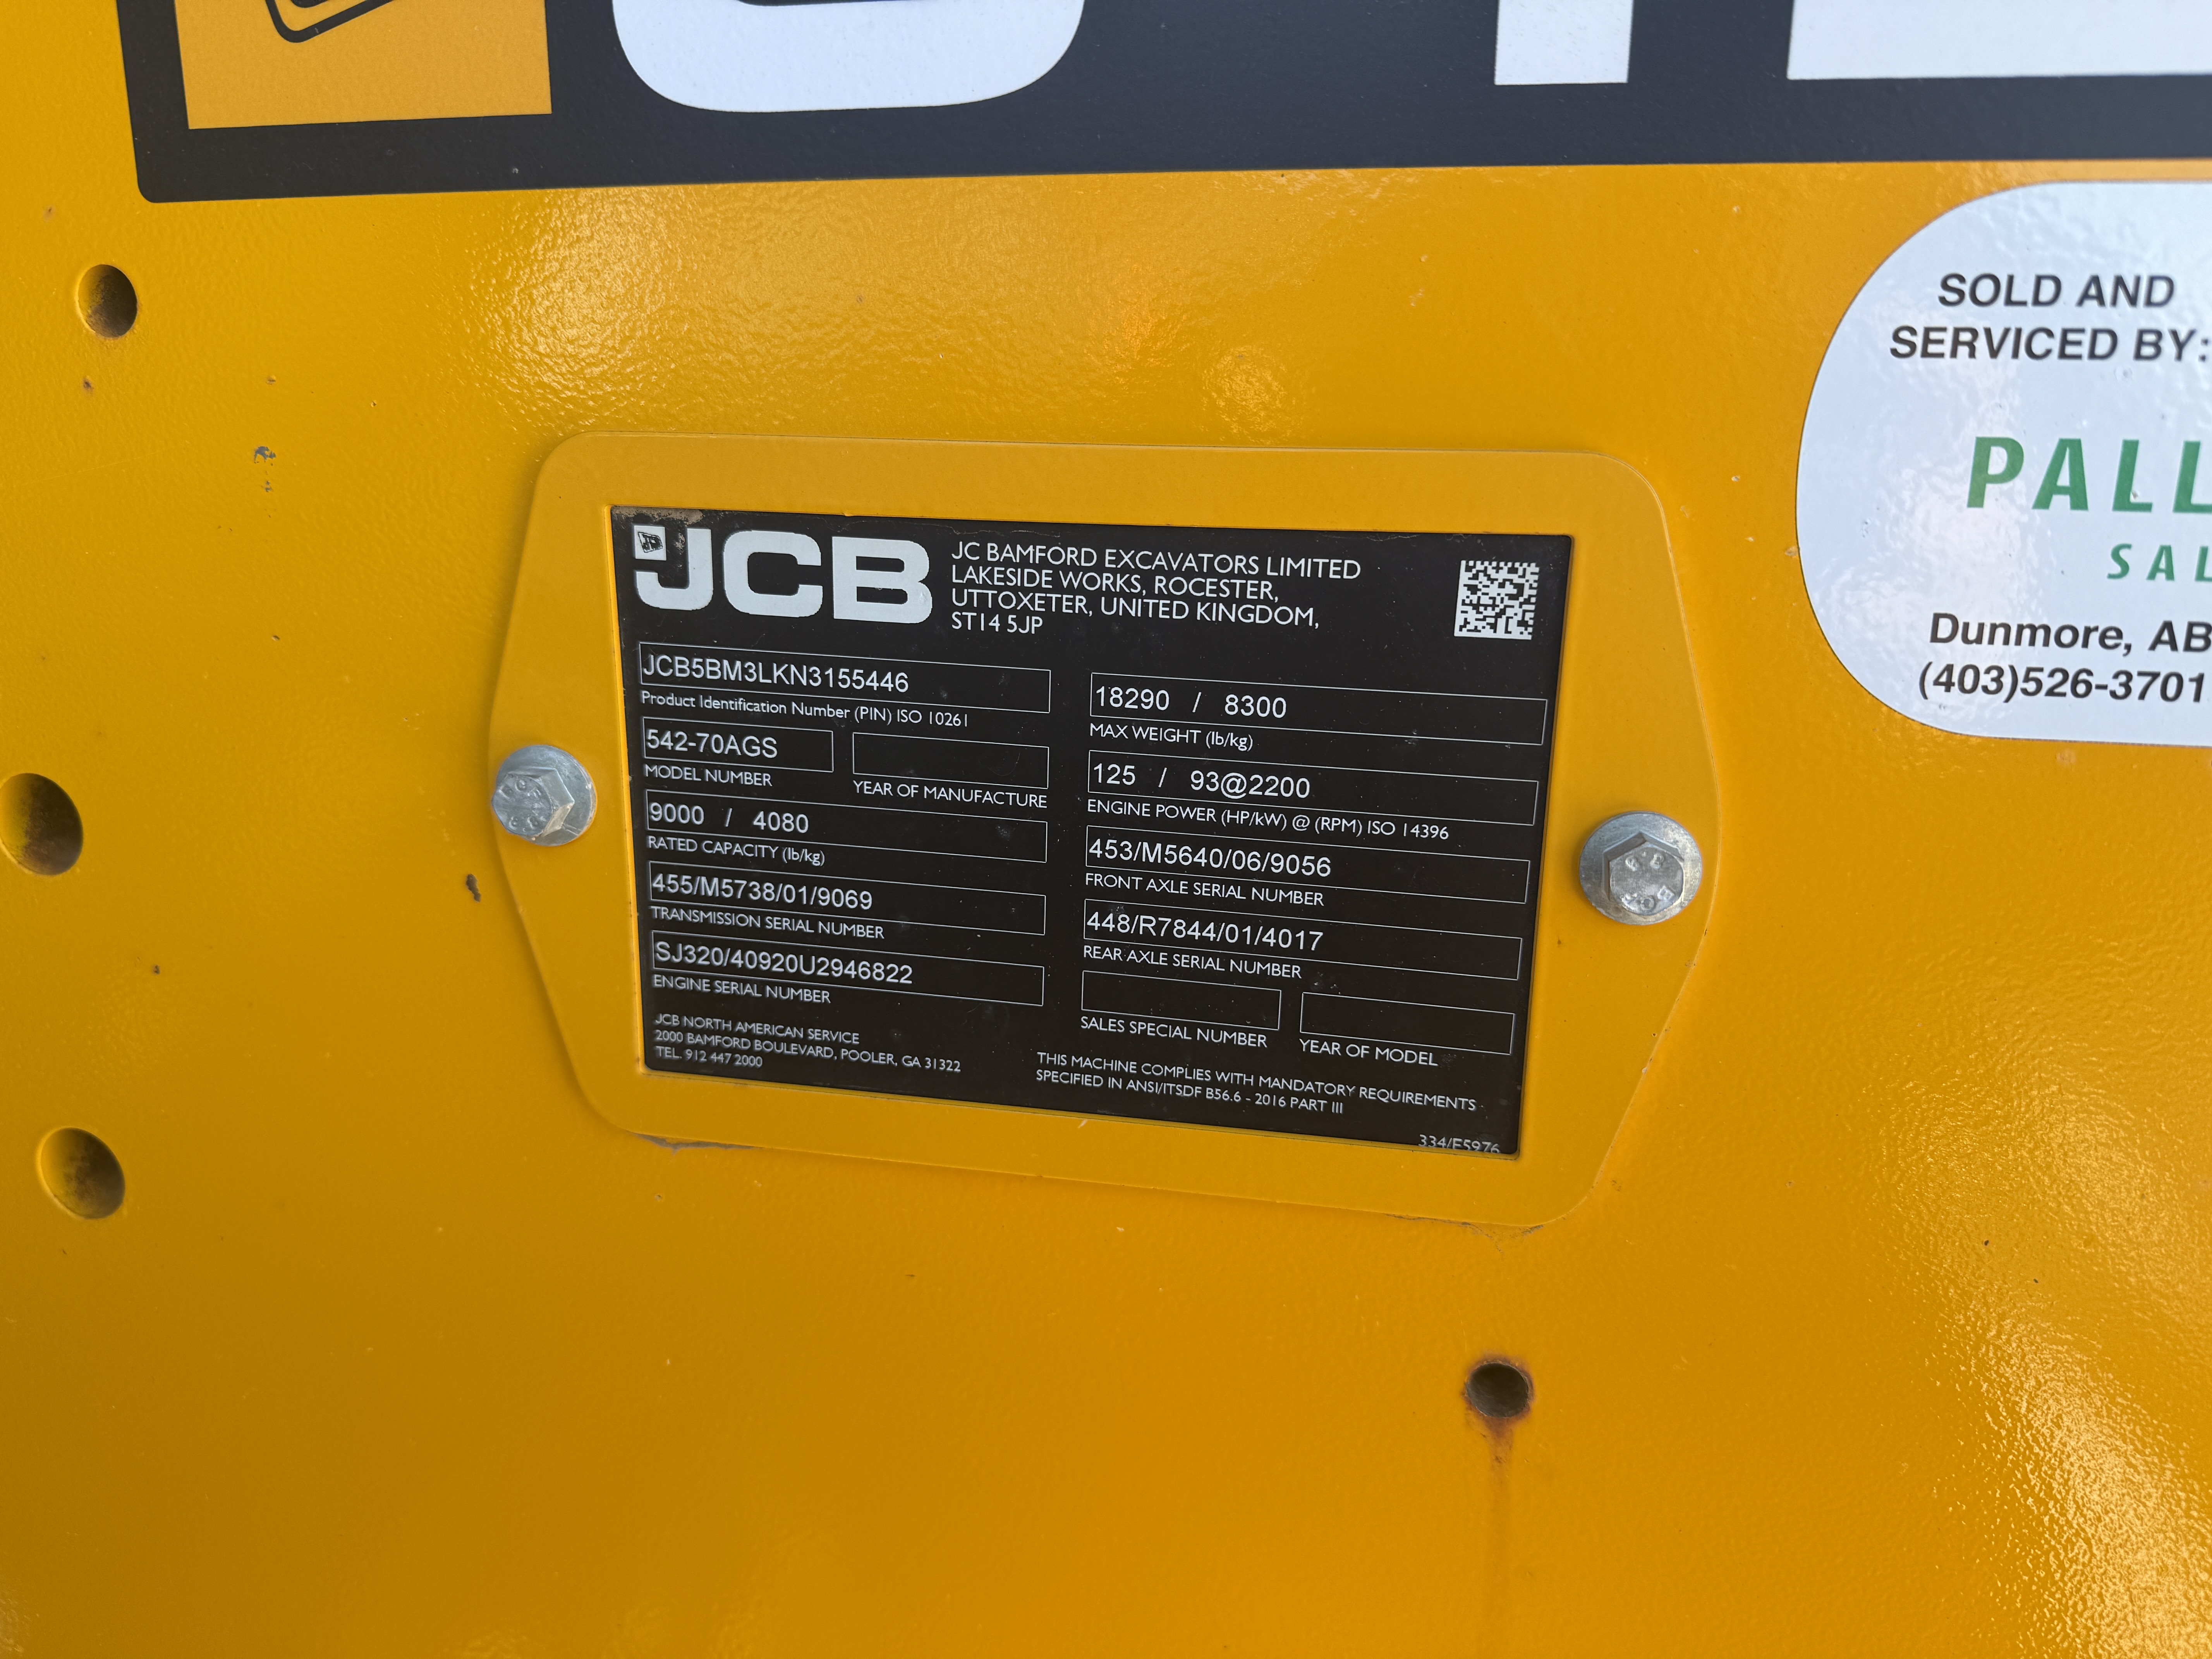 SOLD AND
SERVICED BY:
PALL
SAL
Dunmore, AB
(403)526-3701
JCB
JC BAMFORD EXCAVATORS LIMITED
LAKESIDE WORKS, ROCESTER,
UTTOXETER, UNITED KINGDOM,
ST14 5JP
JCB5BM3LKN3155446
Product Identification Number (PIN) ISO 10261
542-70AGS
MODEL NUMBER
YEAR OF MANUFACTURE
9000 / 4080
RATED CAPACITY (lb/kg)
455/M5738/01/9069
TRANSMISSION SERIAL NUMBER
SJ320/40920U2946822
ENGINE SERIAL NUMBER
JCB NORTH AMERICAN SERVICE
2000 BAMFORD BOULEVARD, POOLER, GA 31322
TEL. 912 447 2000
18290 / 8300
MAX WEIGHT (lb/kg)
125 / 93@2200
ENGINE POWER (HP/kW) @ (RPM) ISO 14396
453/M5640/06/9056
FRONT AXLE SERIAL NUMBER
448/R7844/01/4017
REAR AXLE SERIAL NUMBER
SALES SPECIAL NUMBER
YEAR OF MODEL
THIS MACHINE COMPLIES WITH MANDATORY REQUIREMENTS
SPECIFIED IN ANSI/ITSDF B56.6 - 2016 PART III
334/F5976